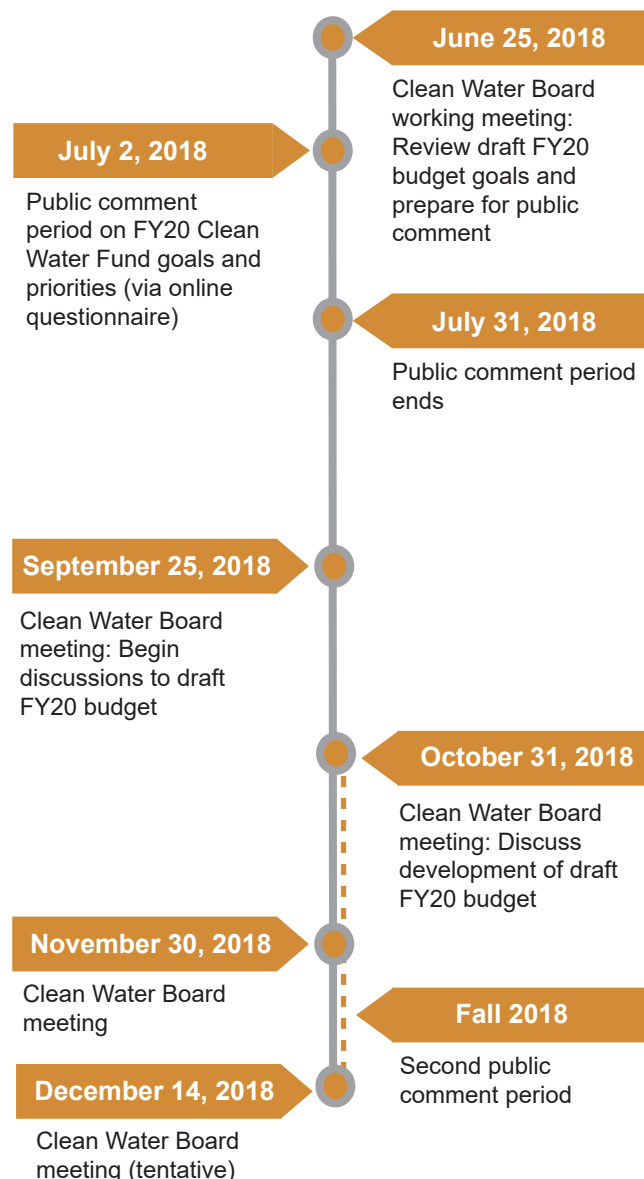 June 25, 2018
Clean Water Board
working meeting:
Review draft FY20
budget goals and
prepare for public
comment
July 2, 2018
Public comment
period on FY20 Clean
Water Fund goals and
priorities (via online
questionnaire)
July 31, 2018
Public comment period
ends
September 25, 2018
Clean Water Board
meeting: Begin
discussions to draft
FY20 budget
October 31, 2018
Clean Water Board
meeting: Discuss
development of draft
FY20 budget
November 30, 2018
Clean Water Board
meeting
Fall 2018
Second public
comment period
December 14, 2018
Clean Water Board
meeting (tentative)